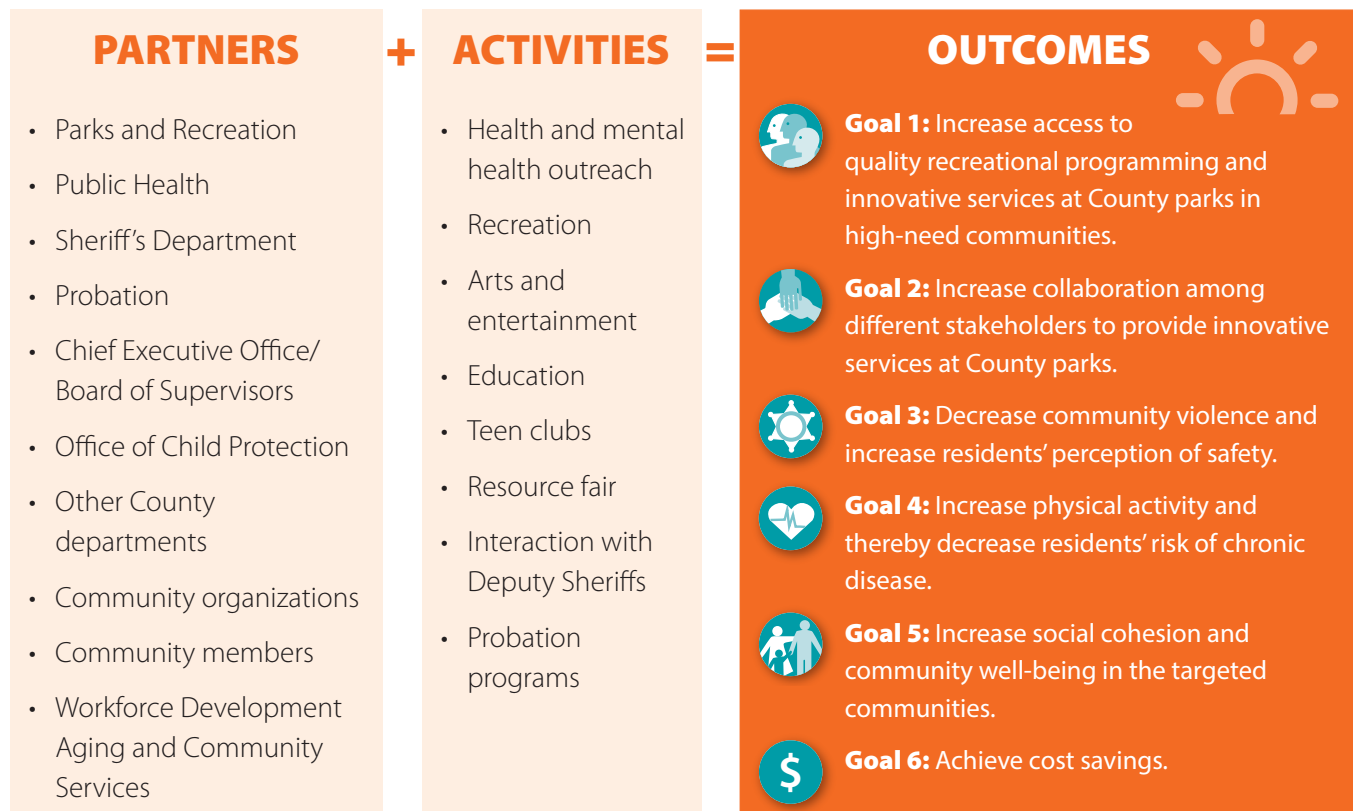 PARTNERS
• Parks and Recreation
• Public Health
• Sheriff’s Department
• Probation
• Chief Executive Office/
Board of Supervisors
• Office of Child Protection
• Other County
departments
• Community organizations
• Community members
• Workforce Development
Aging and Community
Services
+
ACTIVITIES
• Health and mental
health outreach
• Recreation
• Arts and
entertainment
• Education
• Teen clubs
• Resource fair
• Interaction with
Deputy Sheriffs
• Probation
programs
=
OUTCOMES
Goal 1: Increase access to
quality recreational programming and
innovative services at County parks in
high-need communities.
Goal 2: Increase collaboration among
different stakeholders to provide innovative
services at County parks.
Goal 3: Decrease community violence and
increase residents’ perception of safety.
Goal 4: Increase physical activity and
thereby decrease residents’ risk of chronic
disease.
Goal 5: Increase social cohesion and
community well-being in the targeted
communities.
$
Goal 6: Achieve cost savings.